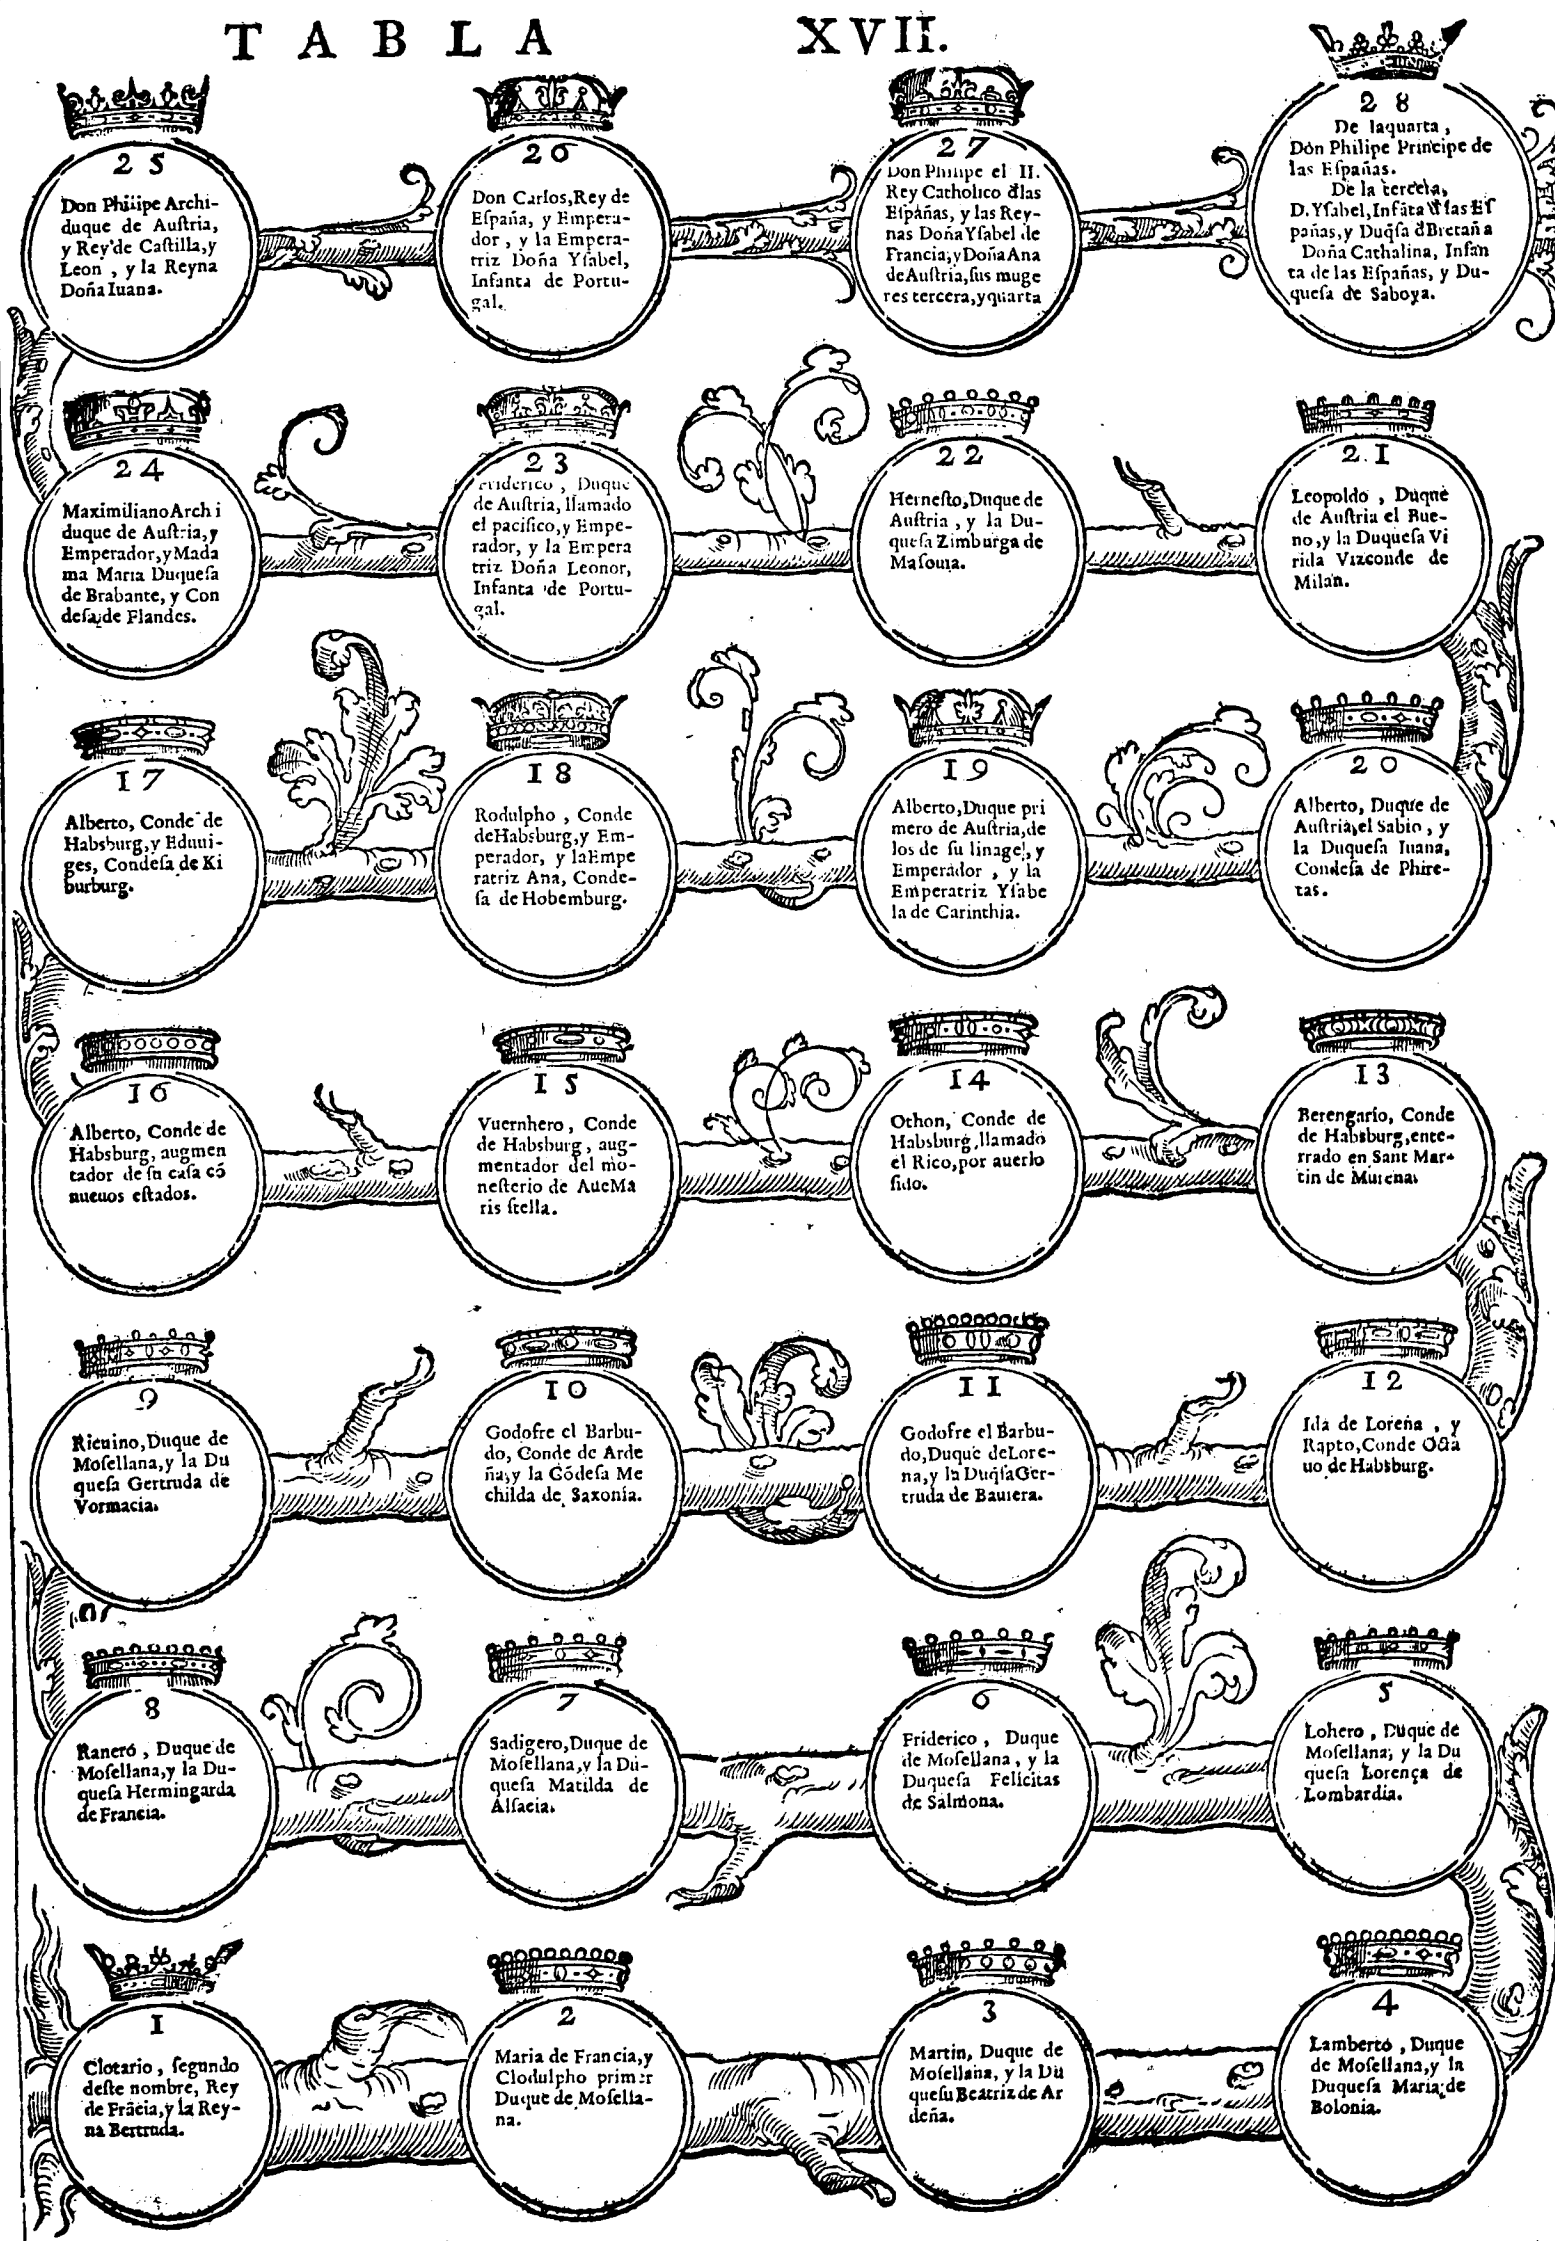 TABLA XVII.
25
Don Philipe Archi-
duque de Austria,
y Rey de Castilla, y
Leon, y la Reyna
Doña Iuana.
26
Don Carlos, Rey de
España, y Empera-
dor, y la Empera-
triz Doña Ysabel,
Infanta de Portu-
gal.
27
Don Philipe el II.
Rey Catholico d̄las
Españas, y las Rey-
nas Doña Ysabel de
Francia, y Doña Ana
de Austria, sus muge
res tercera, y quarta
28
De la quarta,
Don Philipe Principe de
las Españas.
De la tercera,
D. Ysabel, Infāta d̄ las Es
pañas, y Duq̄sa d̄ Bretaña
Doña Cathalina, Infan
ta de las Españas, y Du-
quesa de Saboya.
24
Maximiliano Archi
duque de Austria, y
Emperador, y Mada
ma Maria Duquesa
de Brabante, y Con
desa de Flandes.
23
Friderico, Duque
de Austria, llamado
el pacifico, y Empe-
rador, y la Empera
triz Doña Leonor,
Infanta de Portu-
gal.
22
Hernesto, Duque de
Austria, y la Du-
quesa Zimburga de
Masouia.
21
Leopoldo, Duque
de Austria el Bue-
no, y la Duquesa Vi
rida Vizconde de
Milan.
17
Alberto, Conde de
Habsburg, y Eduui-
ges, Condesa de Ki
burburg.
18
Rodulpho, Conde
de Habsburg, y Em-
perador, y la Empe
ratriz Ana, Conde-
sa de Hobemburg.
19
Alberto, Duque pri
mero de Austria, de
los de su linage, y
Emperador, y la
Emperatriz Ysabe
la de Carinthia.
20
Alberto, Duque de
Austria, el Sabio, y
la Duquesa Iuana,
Condesa de Phire-
tas.
16
Alberto, Conde de
Habsburg, augmen
tador de su casa cō
nueuos estados.
15
Vuernhero, Conde
de Habsburg, aug-
mentador del mo-
nesterio de Aue Ma
ris stella.
14
Othon, Conde de
Habsburg, llamado
el Rico, por auerlo
sido.
13
Berengario, Conde
de Habsburg, ente-
rrado en Sant Mar-
tin de Murena.
9
Ricuino, Duque de
Mosellana, y la Du
quesa Gertruda de
Vormacia.
10
Godofre el Barbu-
do, Conde de Arde
ña, y la Cōdesa Me
childa de Saxonia.
11
Godofre el Barbu-
do, Duque de Lore-
na, y la Duq̄sa Ger-
truda de Bauiera.
12
Ida de Loreña, y
Rapto, Conde Octa
uo de Habsburg.
8
Ranero, Duque de
Mosellana, y la Du-
quesa Hermingarda
de Francia.
7
Sadigero, Duque de
Mosellana, y la Du-
quesa Matilda de
Alsacia.
6
Friderico, Duque
de Mosellana, y la
Duquesa Felicitas
de Salmona.
5
Lohero, Duque de
Mosellana, y la Du
quesa Lorença de
Lombardia.
1
Clotario, segundo
deste nombre, Rey
de Frācia, y la Rey-
na Bertruda.
2
Maria de Francia, y
Clodulpho primer
Duque de Mosella-
na.
3
Martin, Duque de
Mosellana, y la Du
quesa Beatriz de Ar
deña.
4
Lamberto, Duque
de Mosellana, y la
Duquesa Maria de
Bolonia.